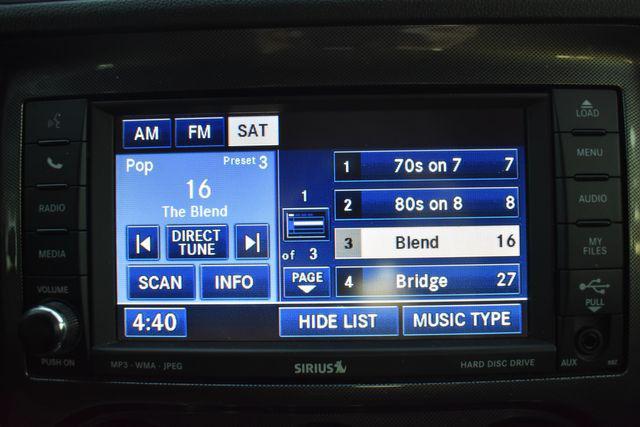 LOAD
MENU
AUDIO
MY
FILES
PULL
AUX
RADIO
MEDIA
VOLUME
PUSH ON
AM FM SAT
Pop Preset 3
16
The Blend
DIRECT
TUNE
SCAN INFO
4:40
1
of 3
PAGE
1 70s on 7 7
2 80s on 8 8
3 Blend 16
4 Bridge 27
HIDE LIST MUSIC TYPE
MP3 · WMA · JPEG
SIRIUS
HARD DISC DRIVE